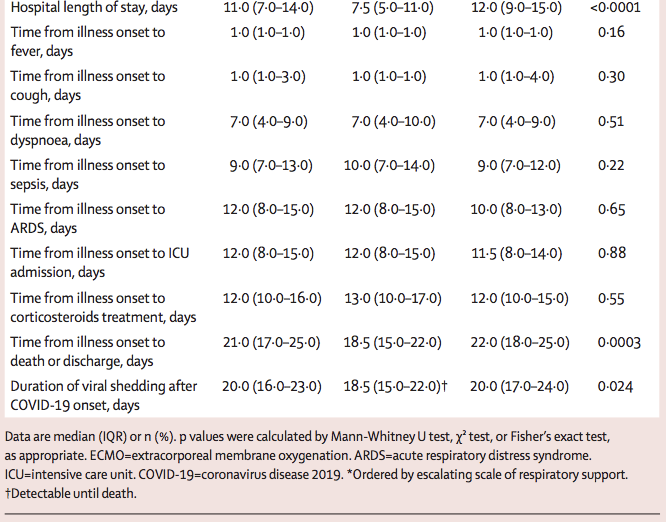 Hospital length of stay, days 11·0 (7·0–14·0) 7·5 (5·0–11·0) 12·0 (9·0–15·0) <0·0001
Time from illness onset to 1·0 (1·0–1·0) 1·0 (1·0–1·0) 1·0 (1·0–1·0) 0·16
fever, days
Time from illness onset to 1·0 (1·0–3·0) 1·0 (1·0–1·0) 1·0 (1·0–4·0) 0·30
cough, days
Time from illness onset to 7·0 (4·0–9·0) 7·0 (4·0–10·0) 7·0 (4·0–9·0) 0·51
dyspnoea, days
Time from illness onset to 9·0 (7·0–13·0) 10·0 (7·0–14·0) 9·0 (7·0–12·0) 0·22
sepsis, days
Time from illness onset to 12·0 (8·0–15·0) 12·0 (8·0–15·0) 10·0 (8·0–13·0) 0·65
ARDS, days
Time from illness onset to ICU 12·0 (8·0–15·0) 12·0 (8·0–15·0) 11·5 (8·0–14·0) 0·88
admission, days
Time from illness onset to 12·0 (10·0–16·0) 13·0 (10·0–17·0) 12·0 (10·0–15·0) 0·55
corticosteroids treatment, days
Time from illness onset to 21·0 (17·0–25·0) 18·5 (15·0–22·0) 22·0 (18·0–25·0) 0·0003
death or discharge, days
Duration of viral shedding after 20·0 (16·0–23·0) 18·5 (15·0–22·0)† 20·0 (17·0–24·0) 0·024
COVID-19 onset, days
Data are median (IQR) or n (%). p values were calculated by Mann-Whitney U test, χ² test, or Fisher’s exact test,
as appropriate. ECMO=extracorporeal membrane oxygenation. ARDS=acute respiratory distress syndrome.
ICU=intensive care unit. COVID-19=coronavirus disease 2019. *Ordered by escalating scale of respiratory support.
†Detectable until death.